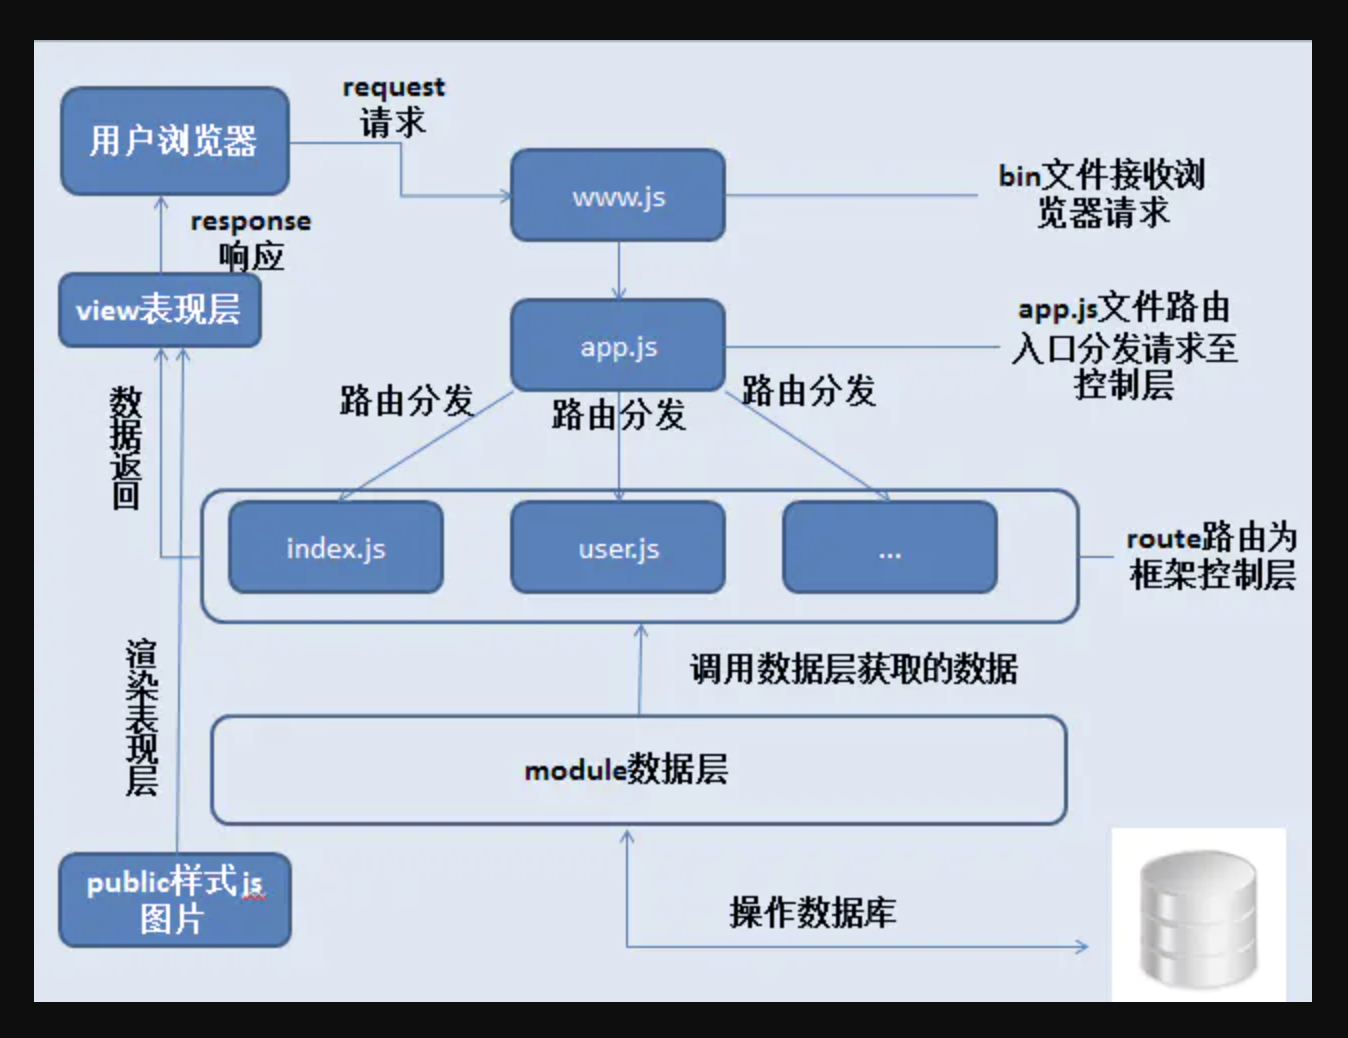 request
请求
用户浏览器
www.js
bin文件接收浏
览器请求
response
响应
view表现层
app.js
app.js文件路由
入口分发请求至
控制层
路由分发
路由分发
路由分发
数据返回
index.js
user.js
...
route路由为
框架控制层
渲染表现层
调用数据层获取的数据
module数据层
public样式js
图片
操作数据库